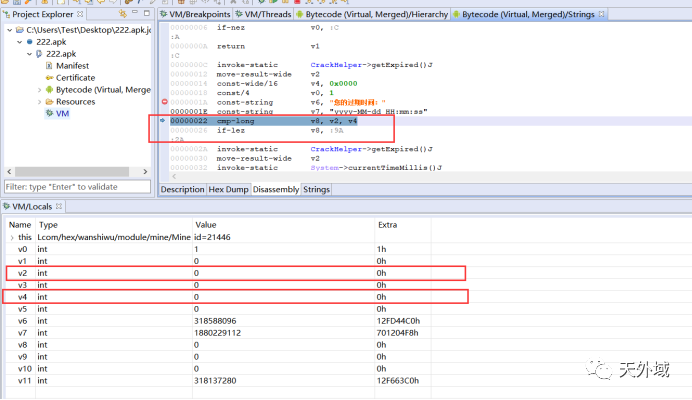 Project Explorer
VM/Breakpoints
VM/Threads
Bytecode (Virtual, Merged)/Hierarchy
Bytecode (Virtual, Merged)/Strings
C:\Users\Test\Desktop\222.apk.j
222.apk
222.apk
Manifest
Certificate
Bytecode (Virtual, Merge
Resources
VM
Filter: type "Enter" to validate
00000006 if-nez v0, :C
:A
0000000A return v1
:C
0000000C invoke-static CrackHelper->getExpired()J
00000012 move-result-wide v2
00000014 const-wide/16 v4, 0x0000
00000018 const/4 v0, 1
0000001A const-string v6, "您的过期时间："
0000001E const-string v7, "yyyy-MM-dd HH:mm:ss"
00000022 cmp-long v8, v2, v4
00000026 if-lez v8, :9A
:2A
0000002A invoke-static CrackHelper->getExpired()J
00000030 move-result-wide v2
00000032 invoke-static System->currentTimeMillis()J
Description Hex Dump Disassembly Strings
VM/Locals
Name Type Value Extra
this Lcom/hex/wanshiwu/module/mine/Mine id=21446
v0 int 1 1h
v1 int 0 0h
v2 int 0 0h
v3 int 0 0h
v4 int 0 0h
v5 int 0 0h
v6 int 318588096 12FD44C0h
v7 int 1880229112 701204F8h
v8 int 0 0h
v9 int 0 0h
v10 int 0 0h
v11 int 318137280 12F663C0h
天外域